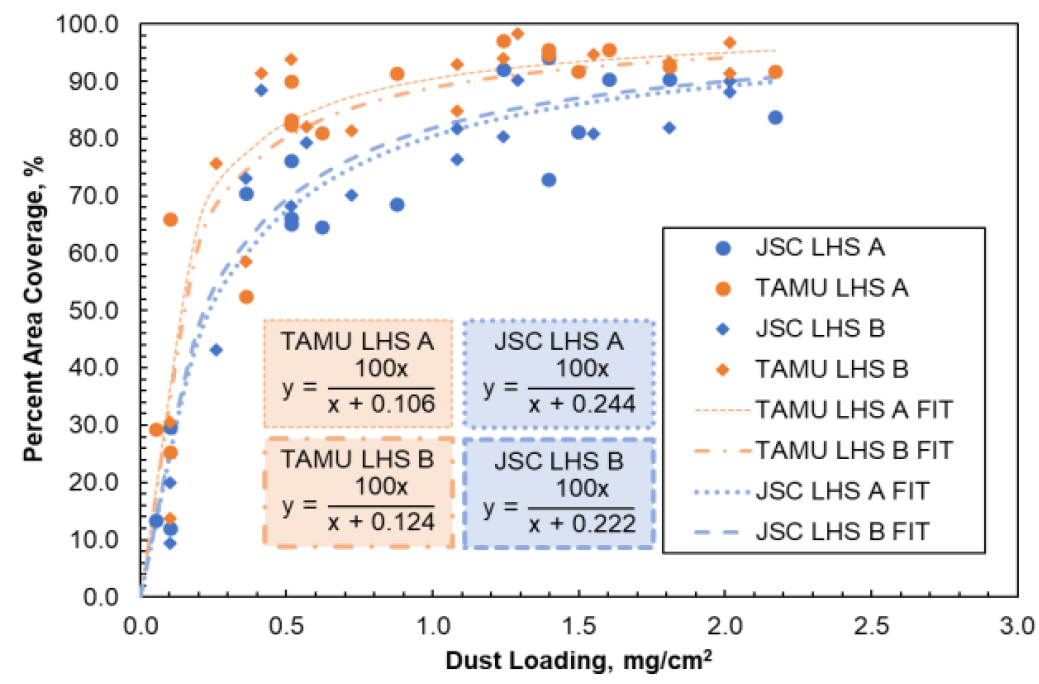 Percent Area Coverage, %
100.0
90.0
80.0
70.0
60.0
50.0
40.0
30.0
20.0
10.0
0.0
0.0 0.5 1.0 1.5 2.0 2.5 3.0
Dust Loading, mg/cm²
TAMU LHS A
y = 100x
x + 0.106
JSC LHS A
y = 100x
x + 0.244
TAMU LHS B
y = 100x
x + 0.124
JSC LHS B
y = 100x
x + 0.222
JSC LHS A
TAMU LHS A
JSC LHS B
TAMU LHS B
TAMU LHS A FIT
TAMU LHS B FIT
JSC LHS A FIT
JSC LHS B FIT